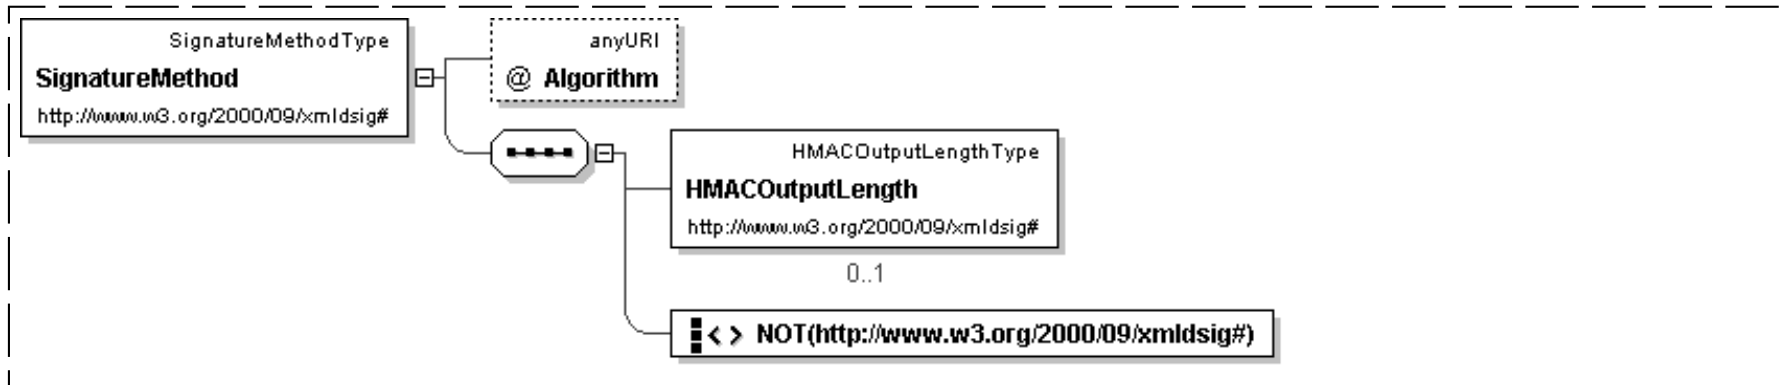 SignatureMethodType
SignatureMethod
http://www.w3.org/2000/09/xmldsig#
anyURI
@ Algorithm
HMACOutputLengthType
HMACOutputLength
http://www.w3.org/2000/09/xmldsig#
0..1
< > NOT(http://www.w3.org/2000/09/xmldsig#)